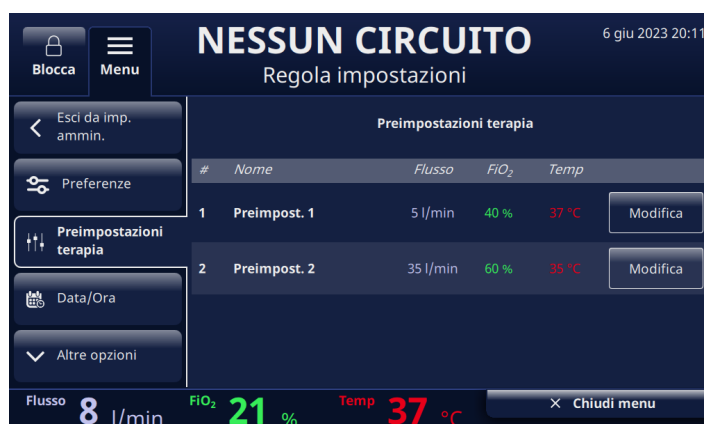 NESSUN CIRCUITO
6 giu 2023 20:11
Blocca
Menu
Regola impostazioni
Esci da imp.
ammin.
Preferenze
Preimpostazioni
terapia
Data/Ora
Altre opzioni
Preimpostazioni terapia
# Nome Flusso FiO₂ Temp
1 Preimpost. 1 5 l/min 40 % 37 °C Modifica
2 Preimpost. 2 35 l/min 60 % 35 °C Modifica
Flusso 8 l/min FiO₂ 21 % Temp 37 °C × Chiudi menu